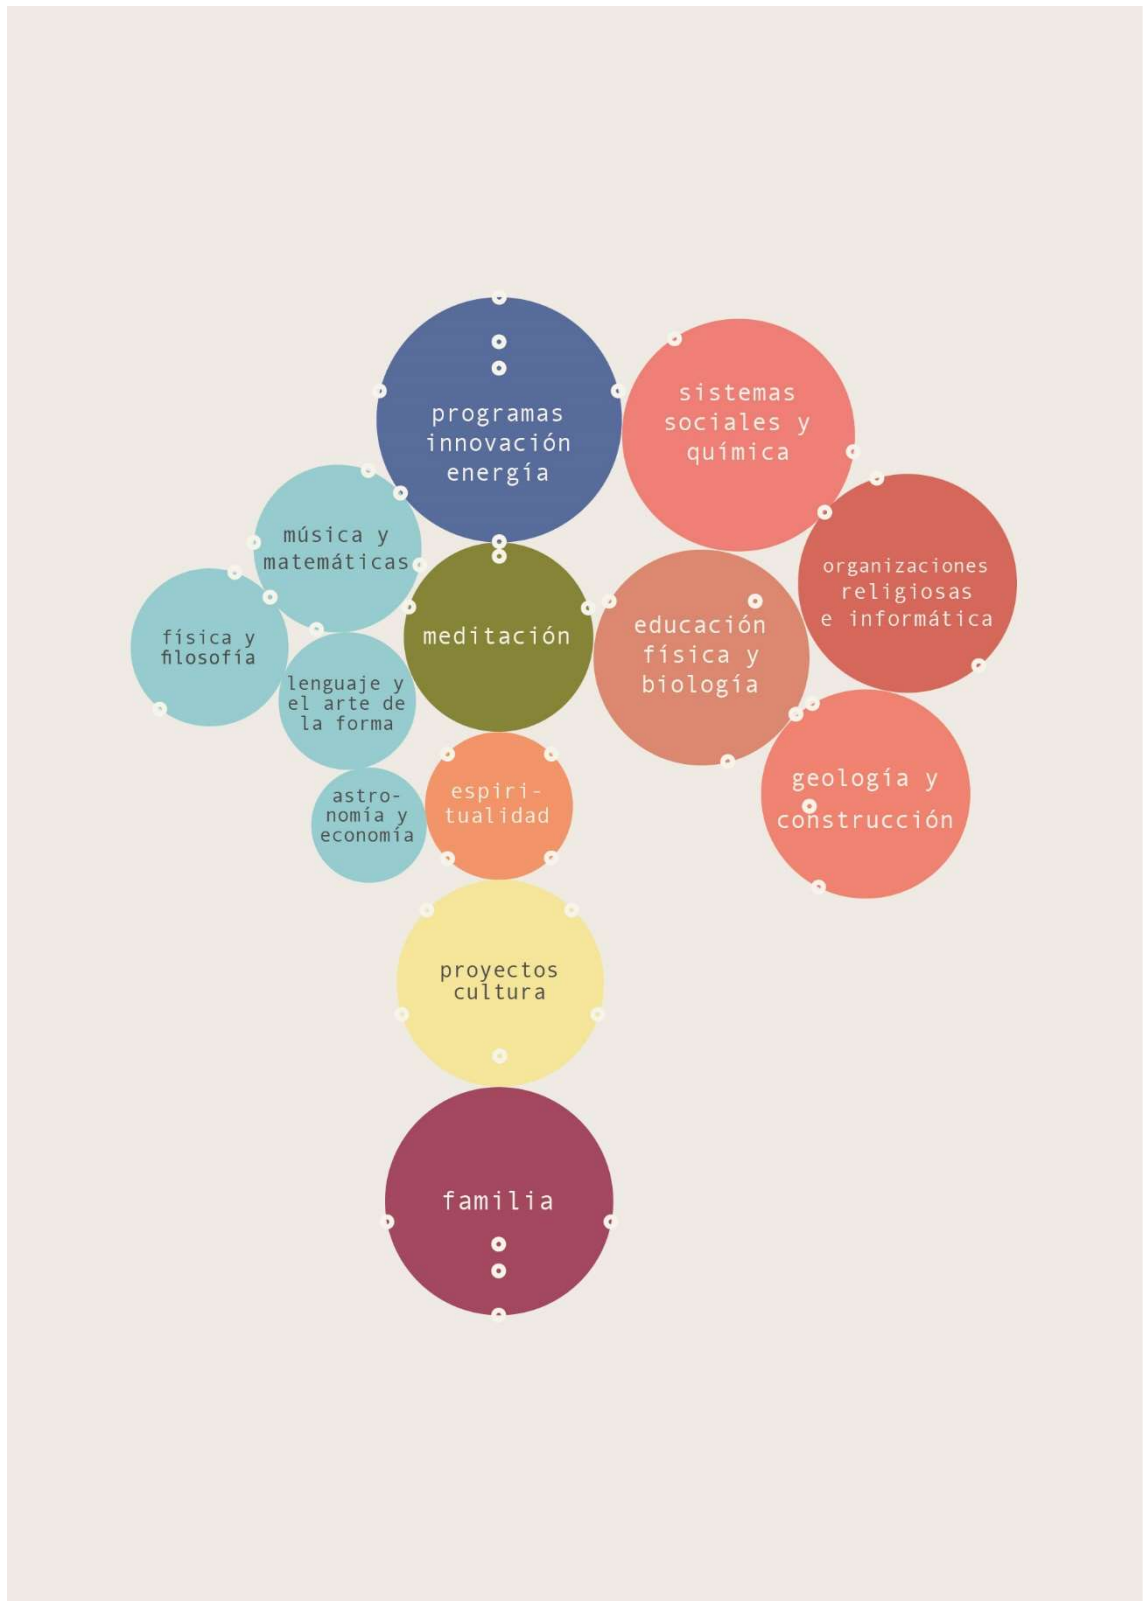 programas
innovación
energía
sistemas
sociales y
química
música y
matemáticas
organizaciones
religiosas
e informática
física y
filosofía
meditación
educación
física y
biología
lenguaje y
el arte de
la forma
astro-
nomía y
economía
espiri-
tualidad
geología y
construcción
proyectos
cultura
familia